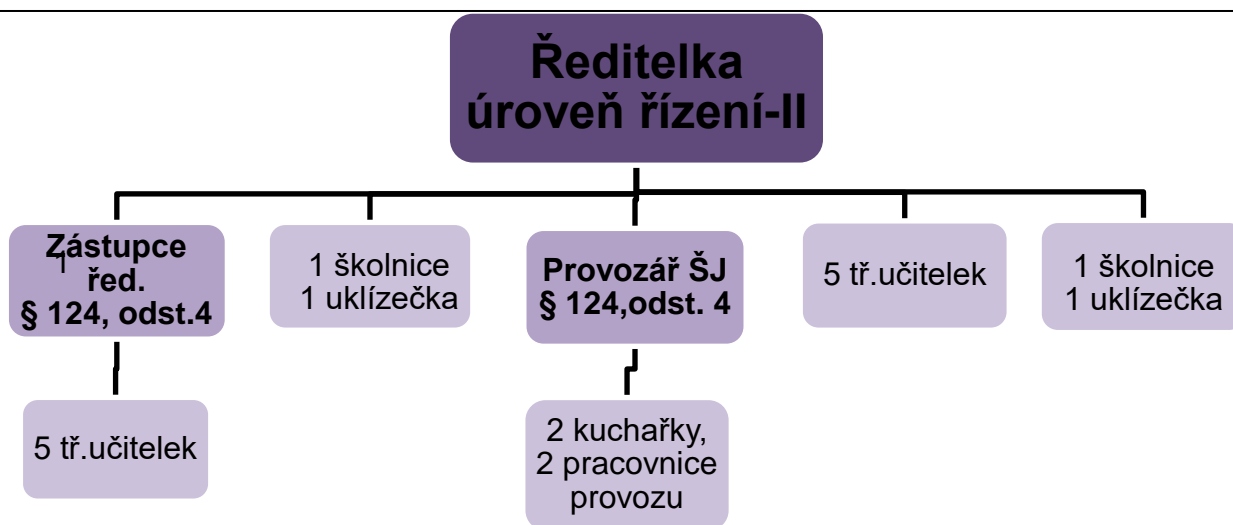 Ředitelka
úroveň řízení-II
Zástupce
1
řed.
§ 124, odst.4
1 školnice
1 uklízečka
Provozář ŠJ
§ 124,odst. 4
5 tř.učitelek
1 školnice
1 uklízečka
5 tř.učitelek
2 kuchařky,
2 pracovnice
provozu